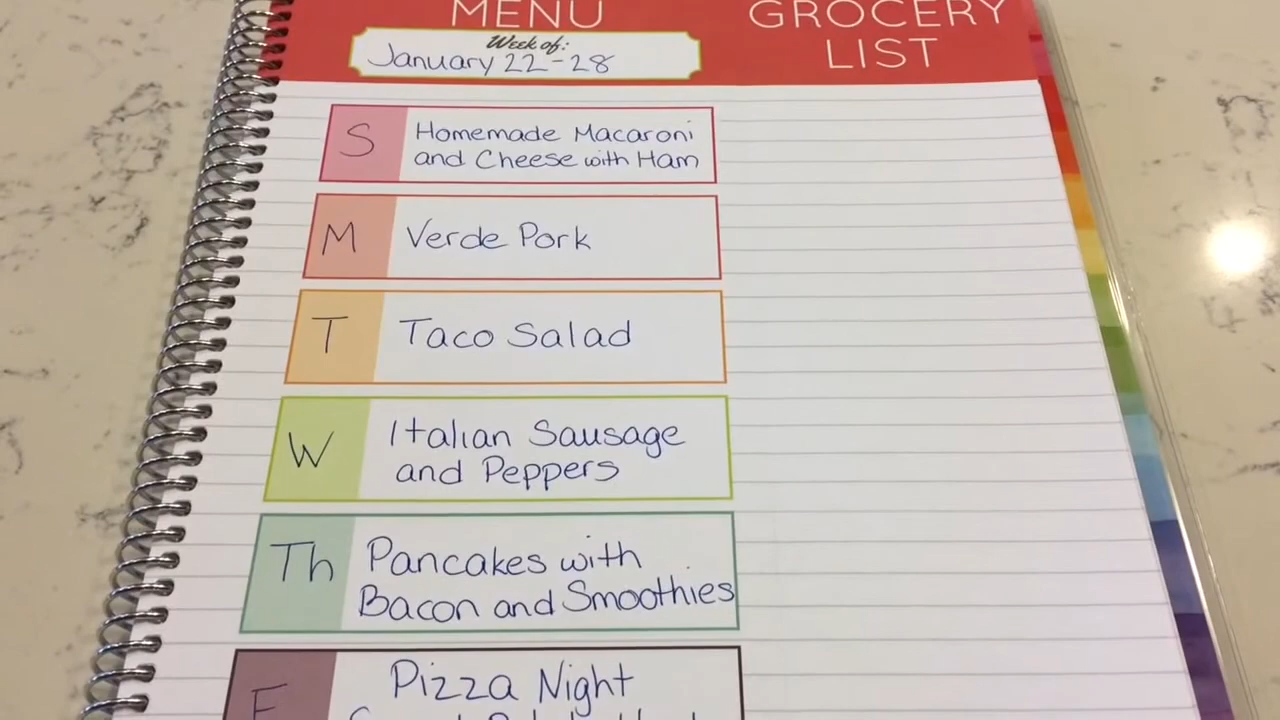 MENU
Week of:
January 22-28
GROCERY
LIST
S
Homemade Macaroni
and Cheese with Ham
M
Verde Pork
T
Taco Salad
W
Italian Sausage
and Peppers
Th
Pancakes with
Bacon and Smoothies
F
Pizza Night